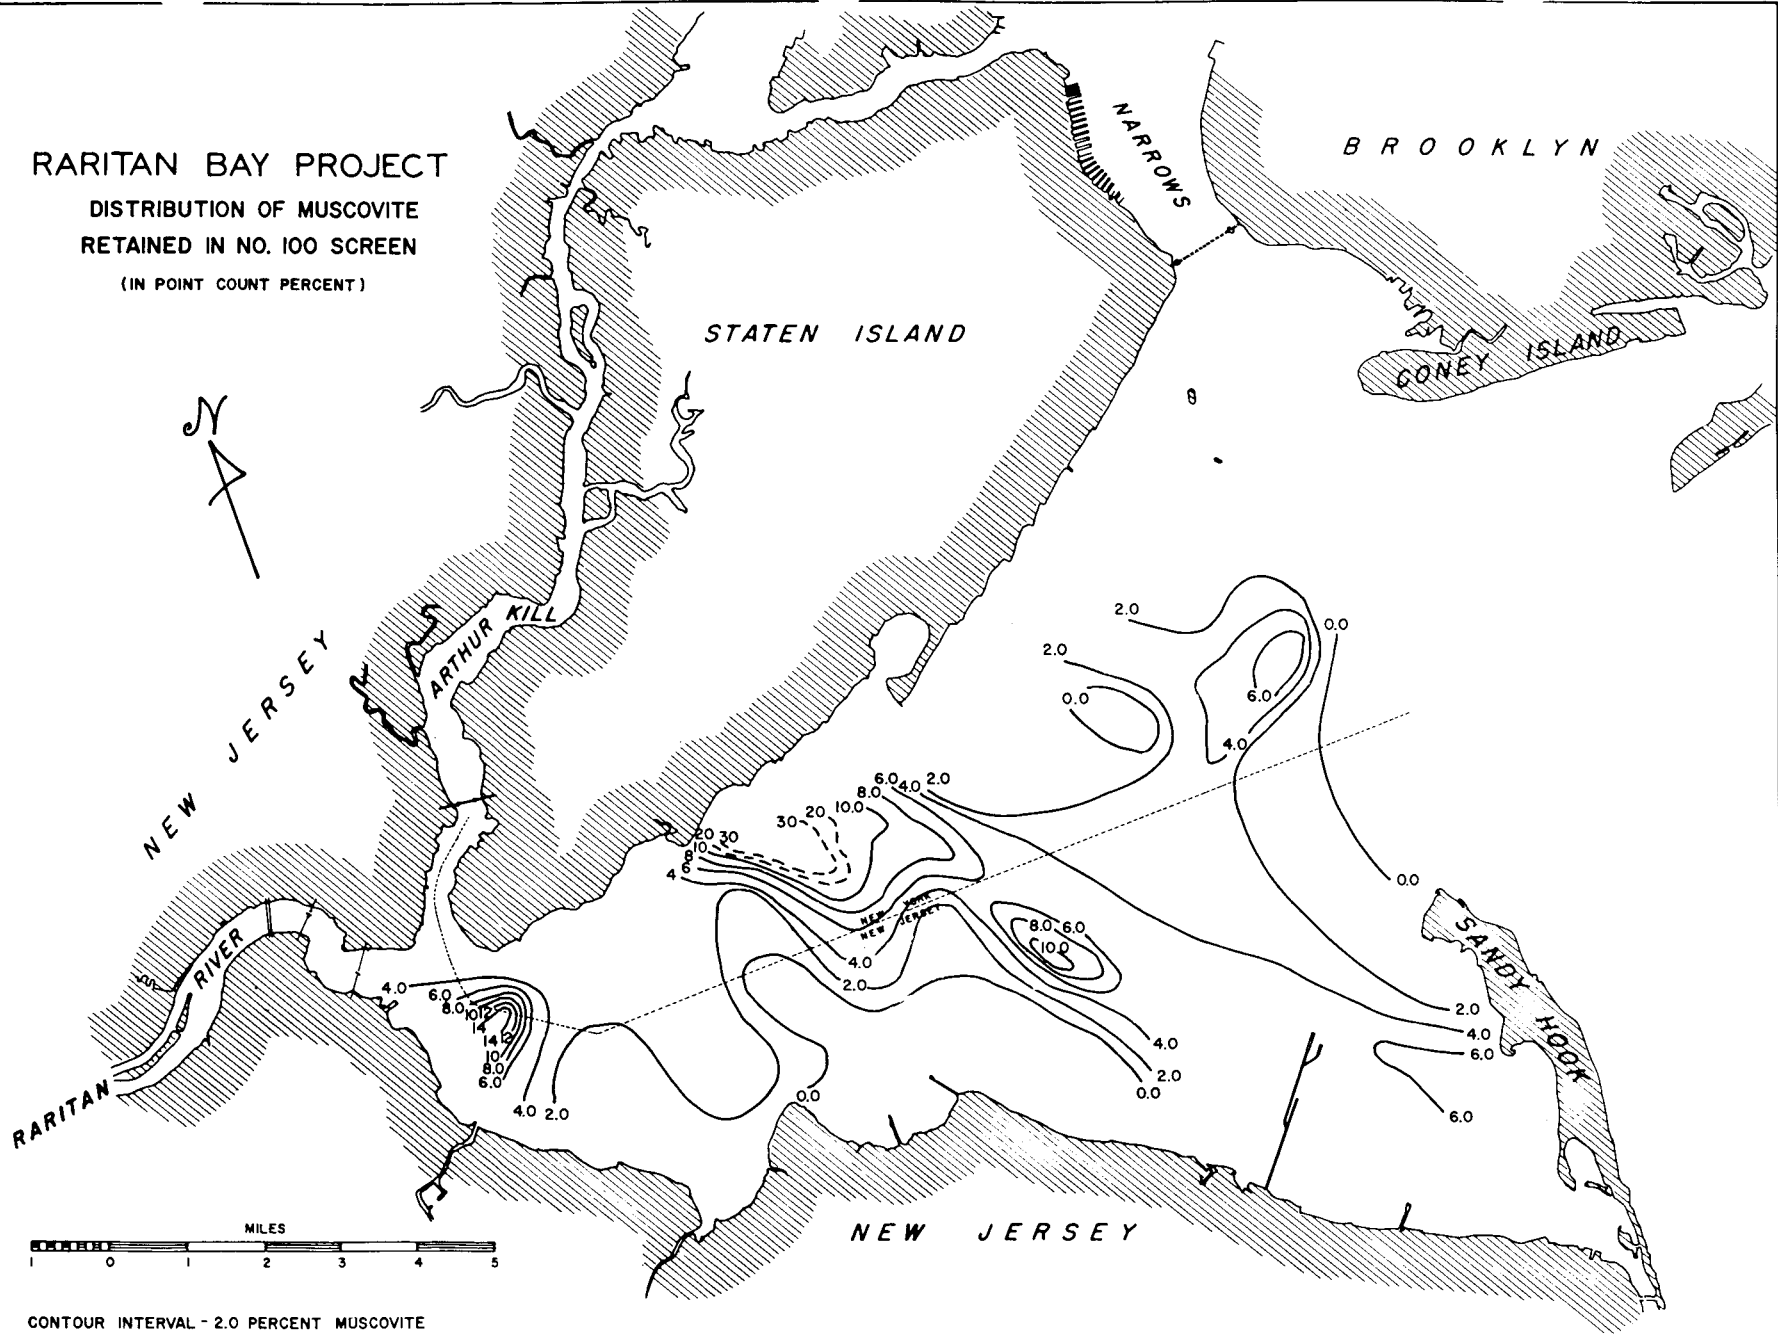 RARITAN BAY PROJECT
DISTRIBUTION OF MUSCOVITE
RETAINED IN NO. 100 SCREEN
(IN POINT COUNT PERCENT)
N
NARROWS
BROOKLYN
STATEN ISLAND
CONEY ISLAND
ARTHUR KILL
NEW JERSEY
RARITAN RIVER
SANDY HOOK
NEW JERSEY
NEW YORK
NEW JERSEY
2.0
0.0
2.0
0.0
6.0
4.0
6.0 4.0 2.0
8.0
10.0
20
30
20 30
10
8
6
4
8.0 6.0
10.0
4.0
2.0
0.0
4.0
6.0
8.0
10 12
14
14 12
10
8.0
6.0
4.0 2.0
0.0
4.0
2.0
0.0
2.0
4.0
6.0
6.0
MILES
1 0 1 2 3 4 5
CONTOUR INTERVAL - 2.0 PERCENT MUSCOVITE